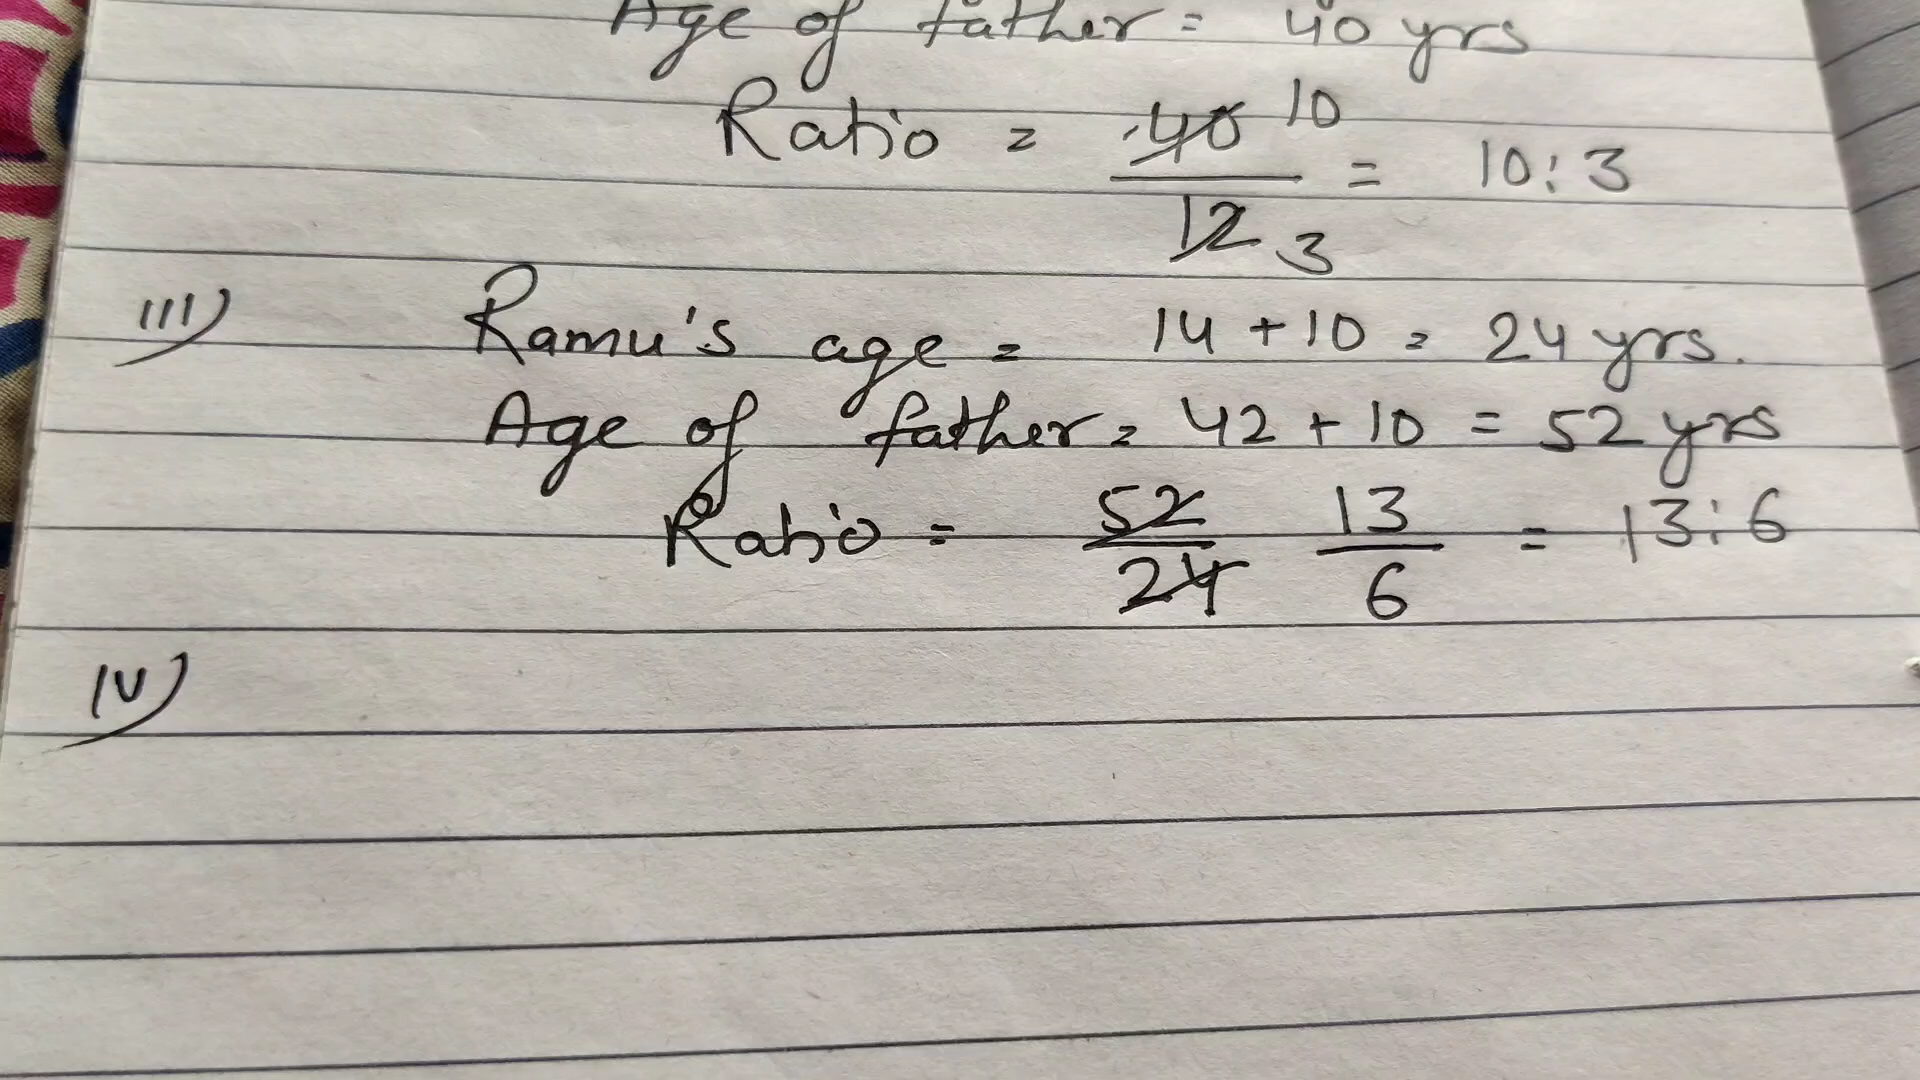 Age of father = 40 yrs
Ratio = 40 10 / 12 3 = 10:3
III) Ramu's age = 14 + 10 = 24 yrs.
Age of father = 42 + 10 = 52 yrs
Ratio = 52/24 13/6 = 13:6
IV)